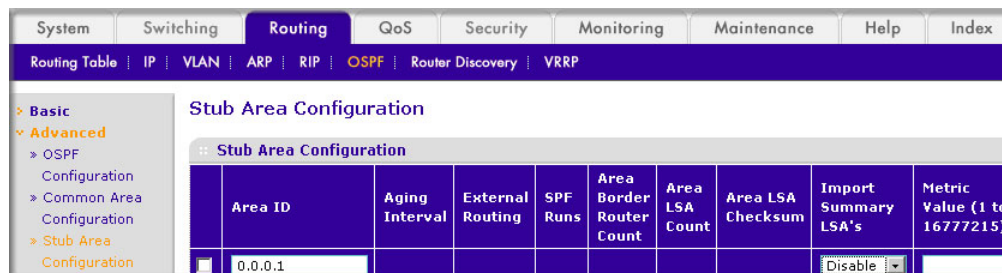 System Switching Routing QoS Security Monitoring Maintenance Help Index
Routing Table | IP | VLAN | ARP | RIP | OSPF | Router Discovery | VRRP
Basic
Advanced
» OSPF
Configuration
» Common Area
Configuration
» Stub Area
Configuration
Stub Area Configuration
Stub Area Configuration
Area ID
Aging
Interval
External
Routing
SPF
Runs
Area
Border
Router
Count
Area
LSA
Count
Area LSA
Checksum
Import
Summary
LSA's
Metric
Value (1 to
16777215)
0.0.0.1
Disable